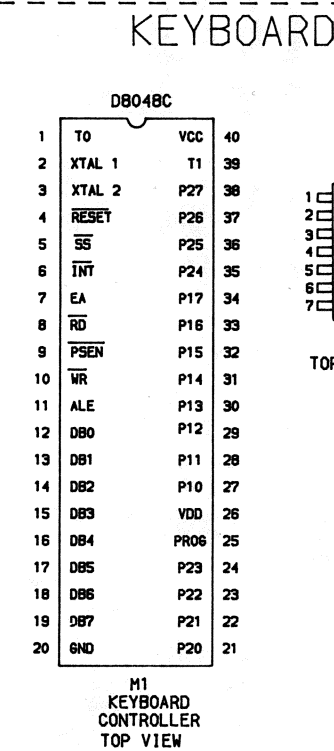 KEYBOARD
D8048C
1 T0 VCC 40
2 XTAL 1 T1 39
3 XTAL 2 P27 38
4 RESET P26 37
5 SS P25 36
6 INT P24 35
7 EA P17 34
8 RD P16 33
9 PSEN P15 32
10 WR P14 31
11 ALE P13 30
12 DB0 P12 29
13 DB1 P11 28
14 DB2 P10 27
15 DB3 VDD 26
16 DB4 PROG 25
17 DB5 P23 24
18 DB6 P22 23
19 DB7 P21 22
20 GND P20 21
M1
KEYBOARD
CONTROLLER
TOP VIEW
1
2
3
4
5
6
7
TOP